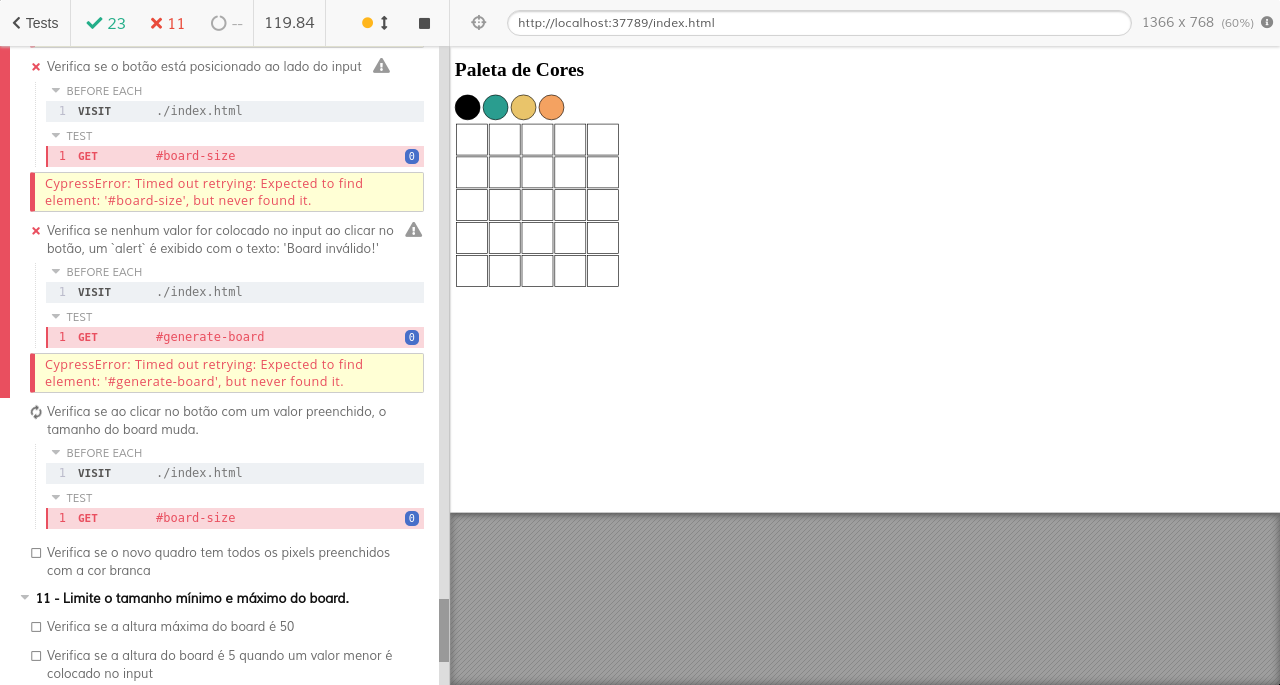 Tests 23 11 -- 119.84 http://localhost:37789/index.html 1366 x 768 (60%)
Verifica se o botão está posicionado ao lado do input
BEFORE EACH
1 VISIT ./index.html
TEST
1 GET #board-size 0
CypressError: Timed out retrying: Expected to find
element: '#board-size', but never found it.
Verifica se nenhum valor for colocado no input ao clicar no
botão, um `alert` é exibido com o texto: 'Board inválido!'
BEFORE EACH
1 VISIT ./index.html
TEST
1 GET #generate-board 0
CypressError: Timed out retrying: Expected to find
element: '#generate-board', but never found it.
Verifica se ao clicar no botão com um valor preenchido, o
tamanho do board muda.
BEFORE EACH
1 VISIT ./index.html
TEST
1 GET #board-size 0
Verifica se o novo quadro tem todos os pixels preenchidos
com a cor branca
11 - Limite o tamanho mínimo e máximo do board.
Verifica se a altura máxima do board é 50
Verifica se a altura do board é 5 quando um valor menor é
colocado no input
Paleta de Cores